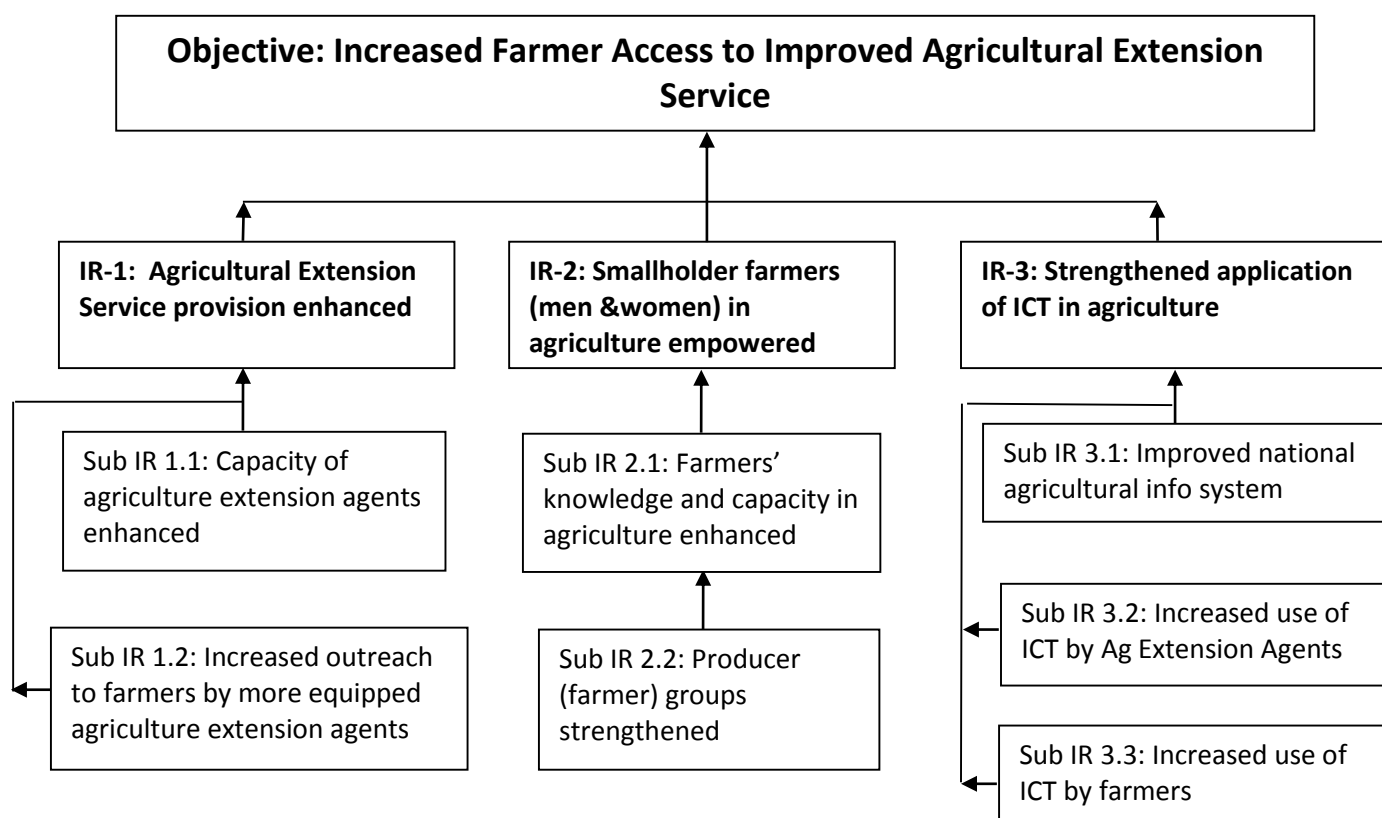 Objective: Increased Farmer Access to Improved Agricultural Extension
Service
IR-1:  Agricultural Extension
Service provision enhanced
IR-2: Smallholder farmers
(men &women) in
agriculture empowered
IR-3: Strengthened application
of ICT in agriculture
Sub IR 1.1: Capacity of
agriculture extension agents
enhanced
Sub IR 2.1: Farmers’
knowledge and capacity in
agriculture enhanced
Sub IR 3.1: Improved national
agricultural info system
Sub IR 1.2: Increased outreach
to farmers by more equipped
agriculture extension agents
Sub IR 2.2: Producer
(farmer) groups
strengthened
Sub IR 3.2: Increased use of
ICT by Ag Extension Agents
Sub IR 3.3: Increased use of
ICT by farmers